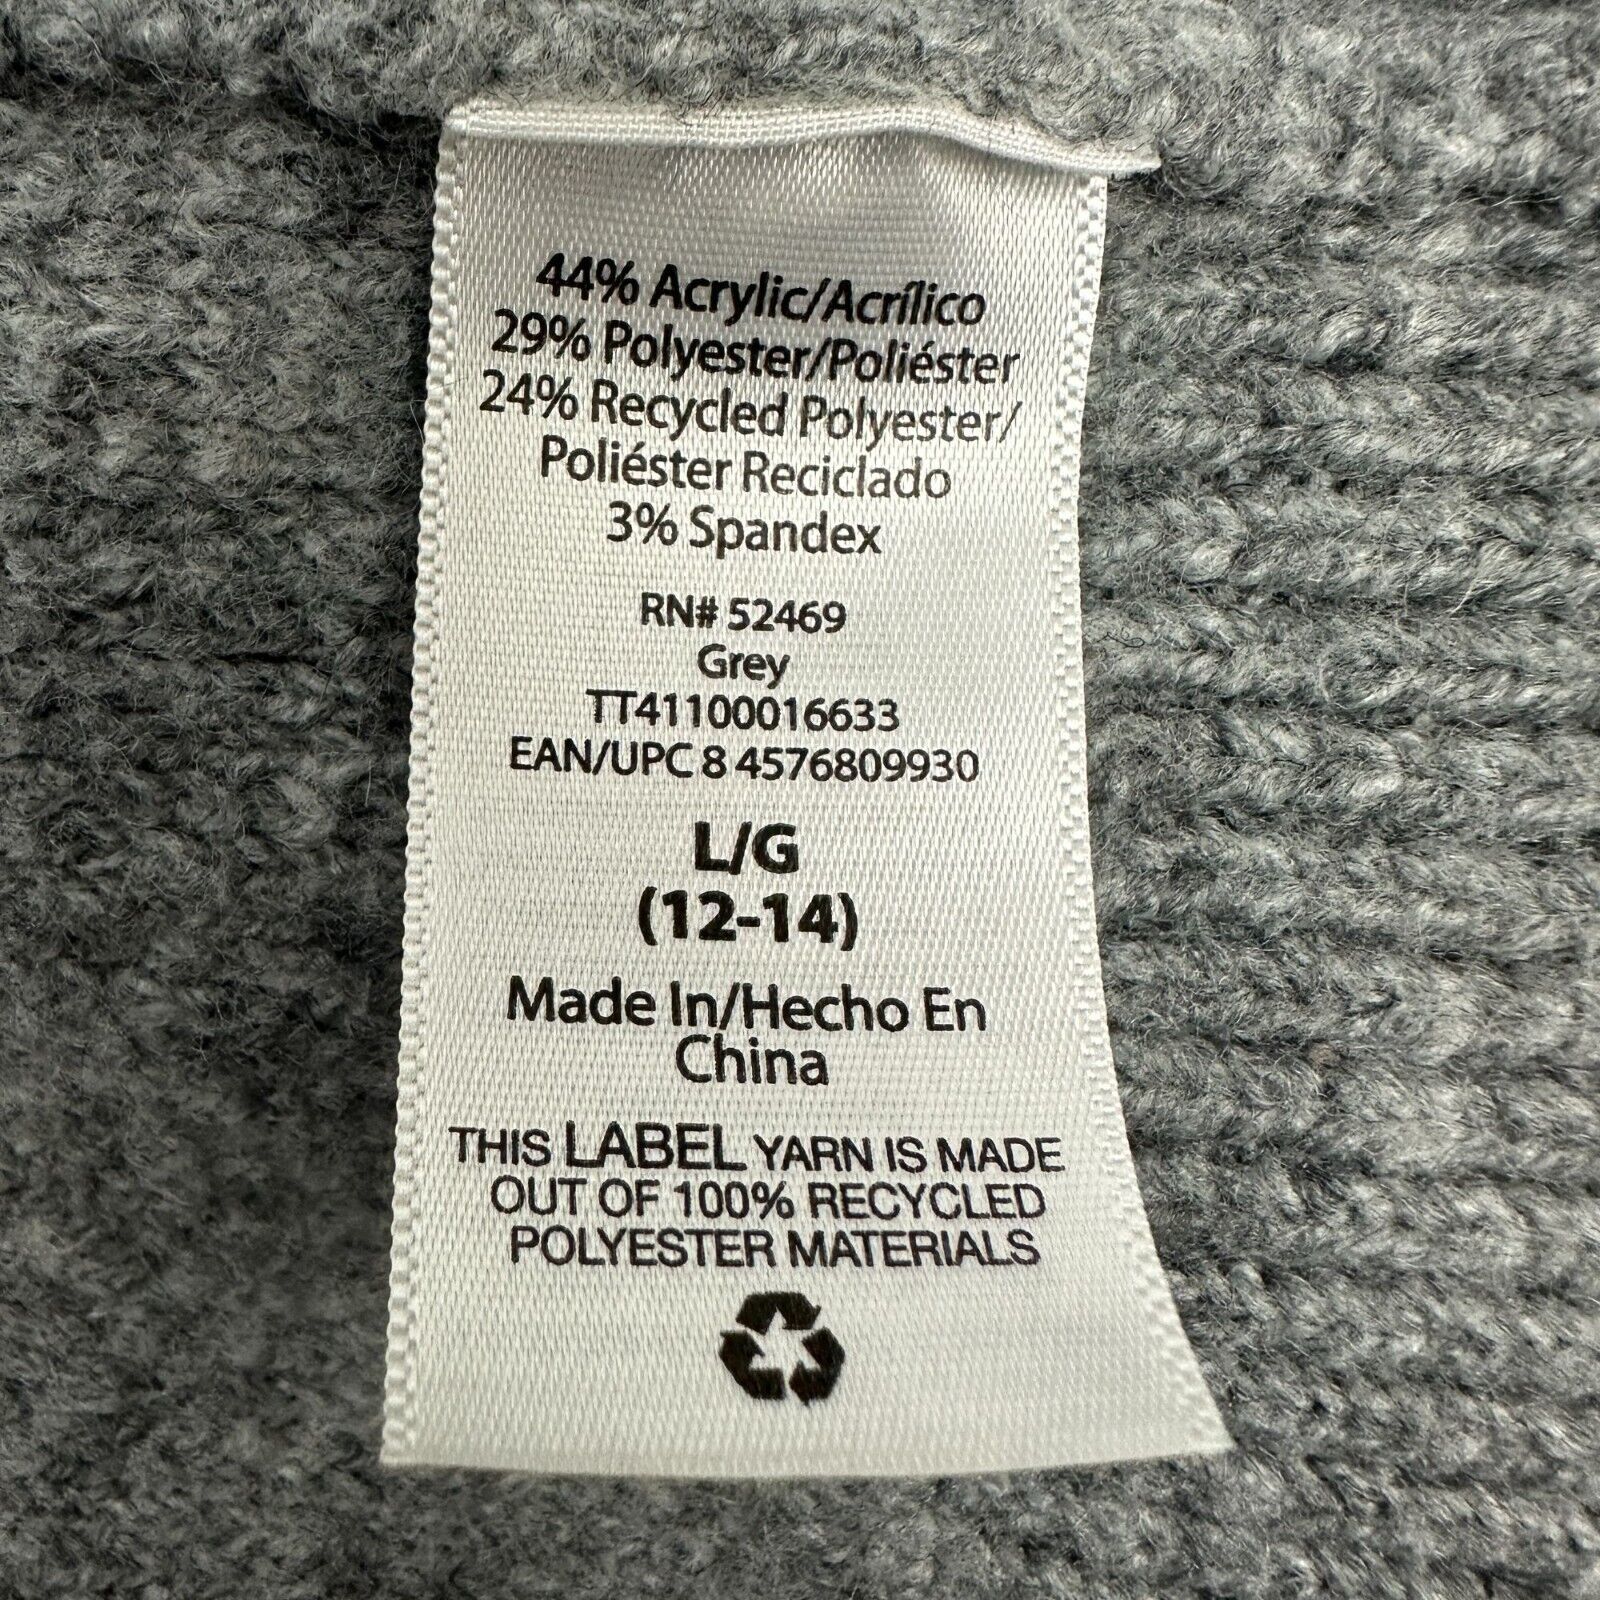 44% Acrylic/Acrílico
29% Polyester/Poliéster
24% Recycled Polyester/
Poliéster Reciclado
3% Spandex
RN# 52469
Grey
TT41100016633
EAN/UPC 8 4576809930
L/G
(12-14)
Made In/Hecho En
China
THIS LABEL YARN IS MADE
OUT OF 100% RECYCLED
POLYESTER MATERIALS